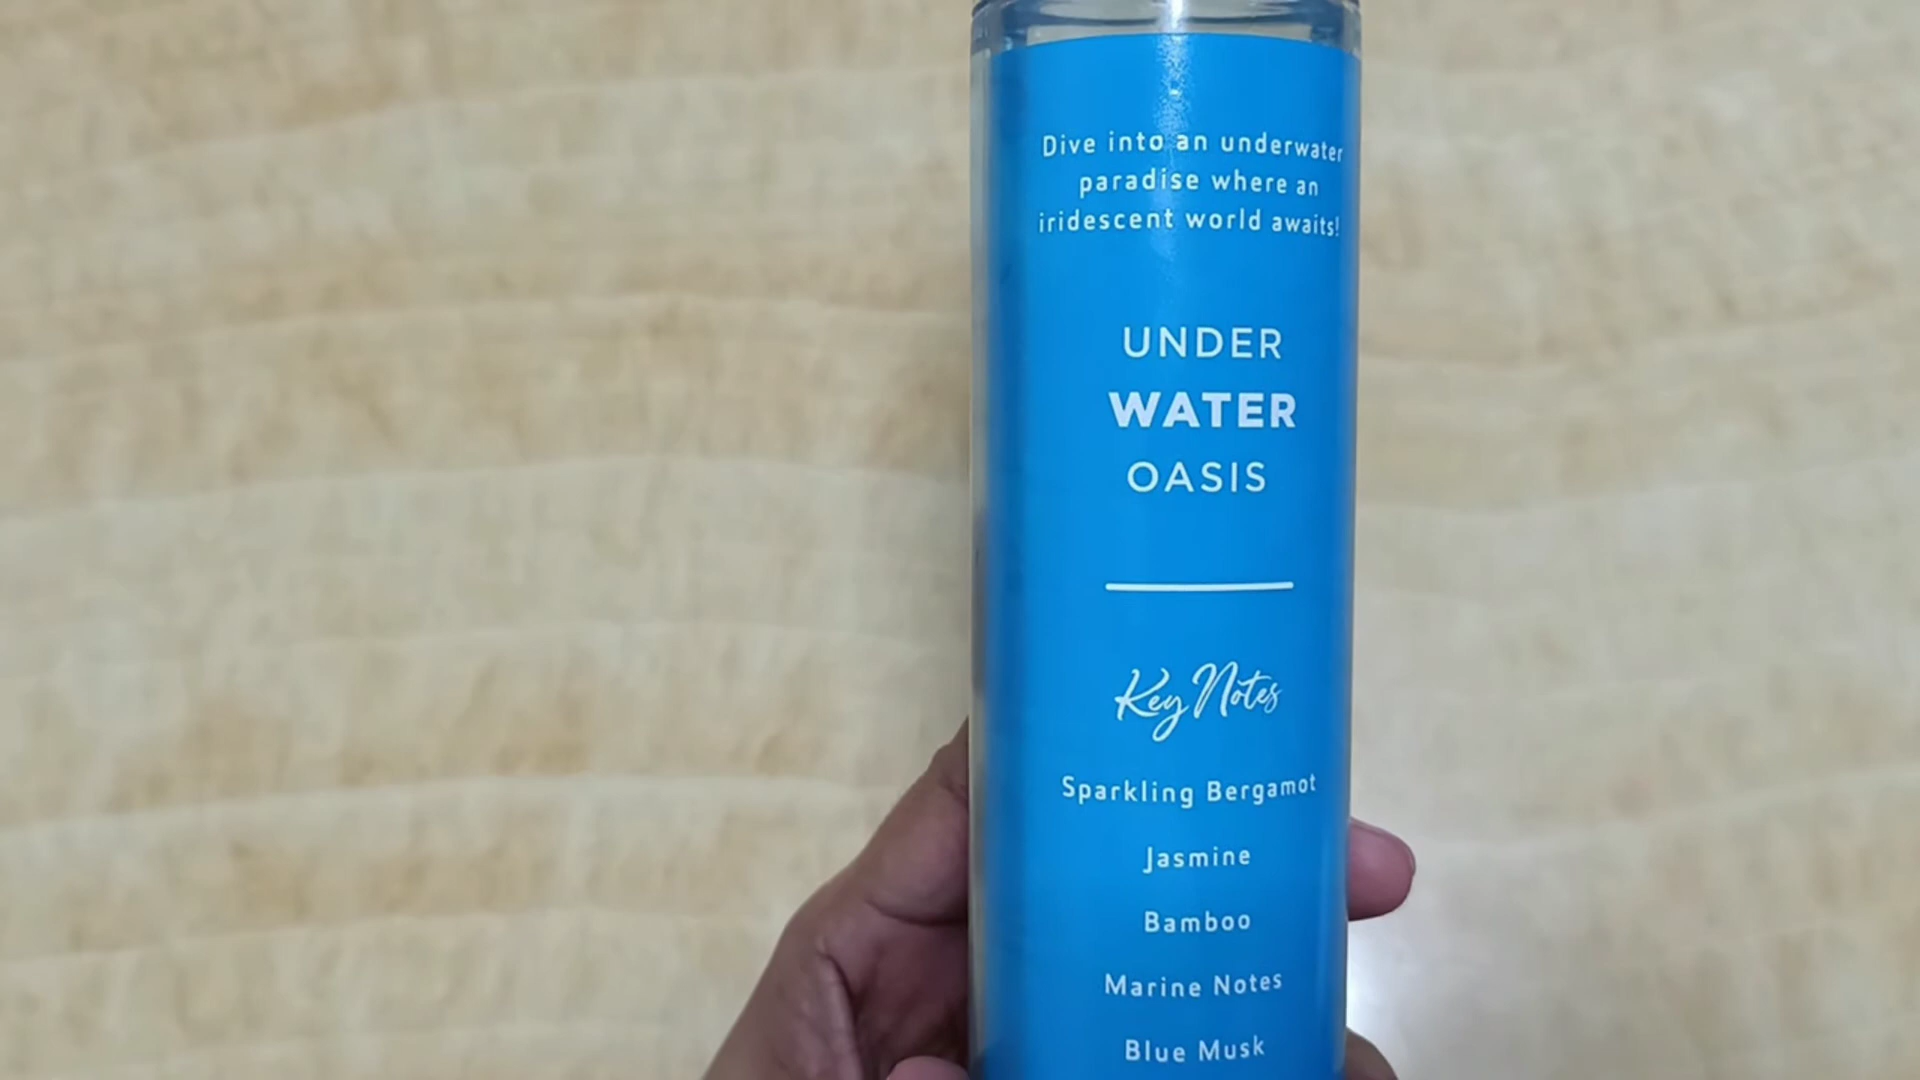 Dive into an underwater
paradise where an
iridescent world awaits!
UNDER
WATER
OASIS
Key Notes
Sparkling Bergamot
Jasmine
Bamboo
Marine Notes
Blue Musk